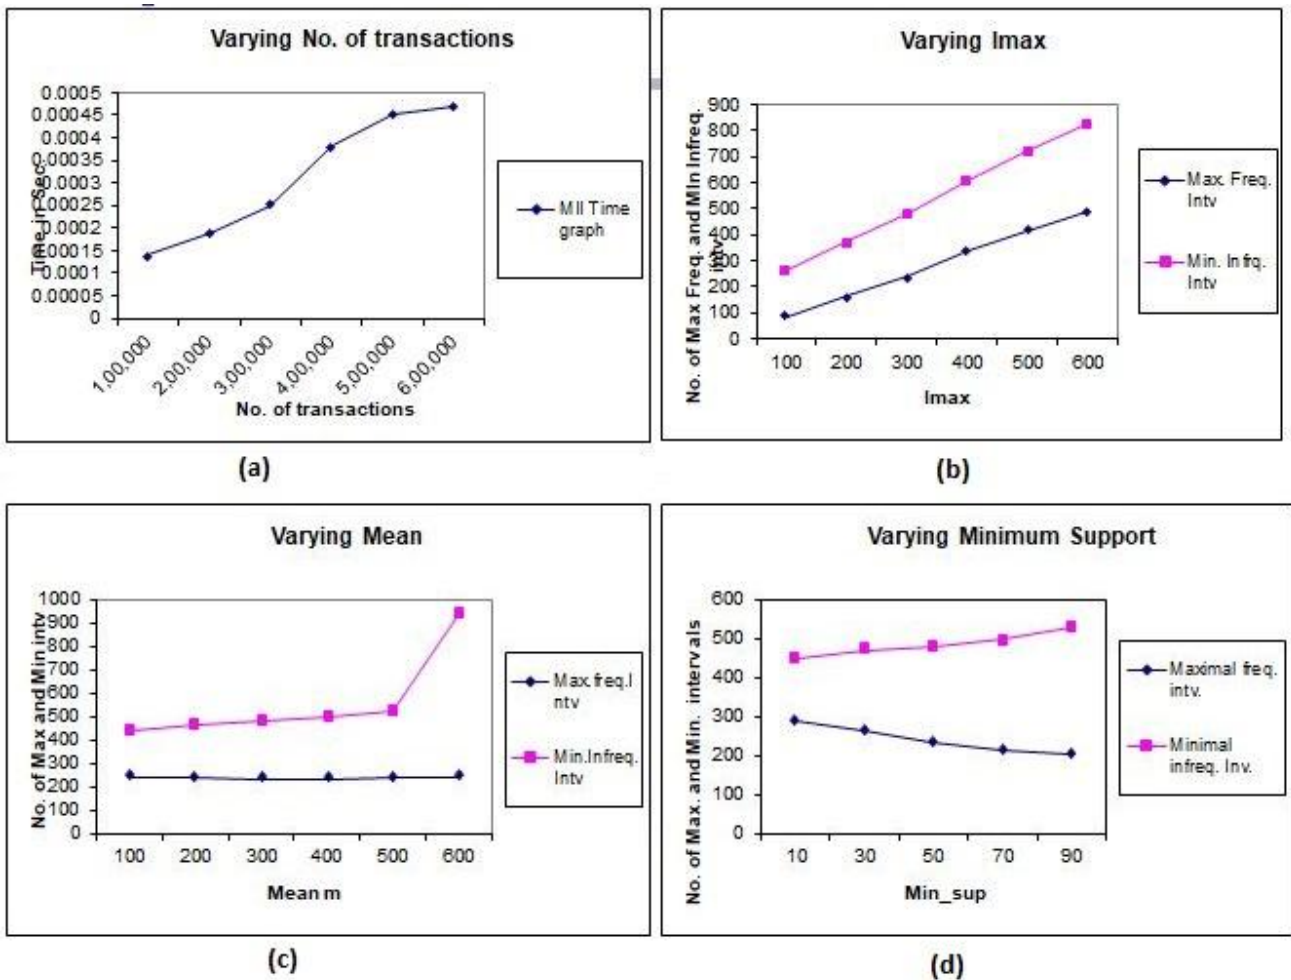 Varying No. of transactions
0.0005
0.00045
0.0004
0.00035
0.0003
0.00025
0.0002
0.00015
0.0001
0.00005
0
Time in Sec.
1,00,000
2,00,000
3,00,000
4,00,000
5,00,000
6,00,000
No. of transactions
MII Time
graph
(a)
Varying Imax
No. of Max Freq. and MIn Infreq.
intv
900
800
700
600
500
400
300
200
100
0
100 200 300 400 500 600
Imax
Max. Freq.
Intv
Min. Infrq.
Intv
(b)
Varying Mean
No. of Max and Min intv
1000
900
800
700
600
500
400
300
200
100
0
100 200 300 400 500 600
Mean m
Max.freq.I
ntv
Min.Infreq.
Intv
(c)
Varying Minimum Support
No. of Max. and Min. intervals
600
500
400
300
200
100
0
10 30 50 70 90
Min_sup
Maximal freq.
intv.
Minimal
infreq. Inv.
(d)